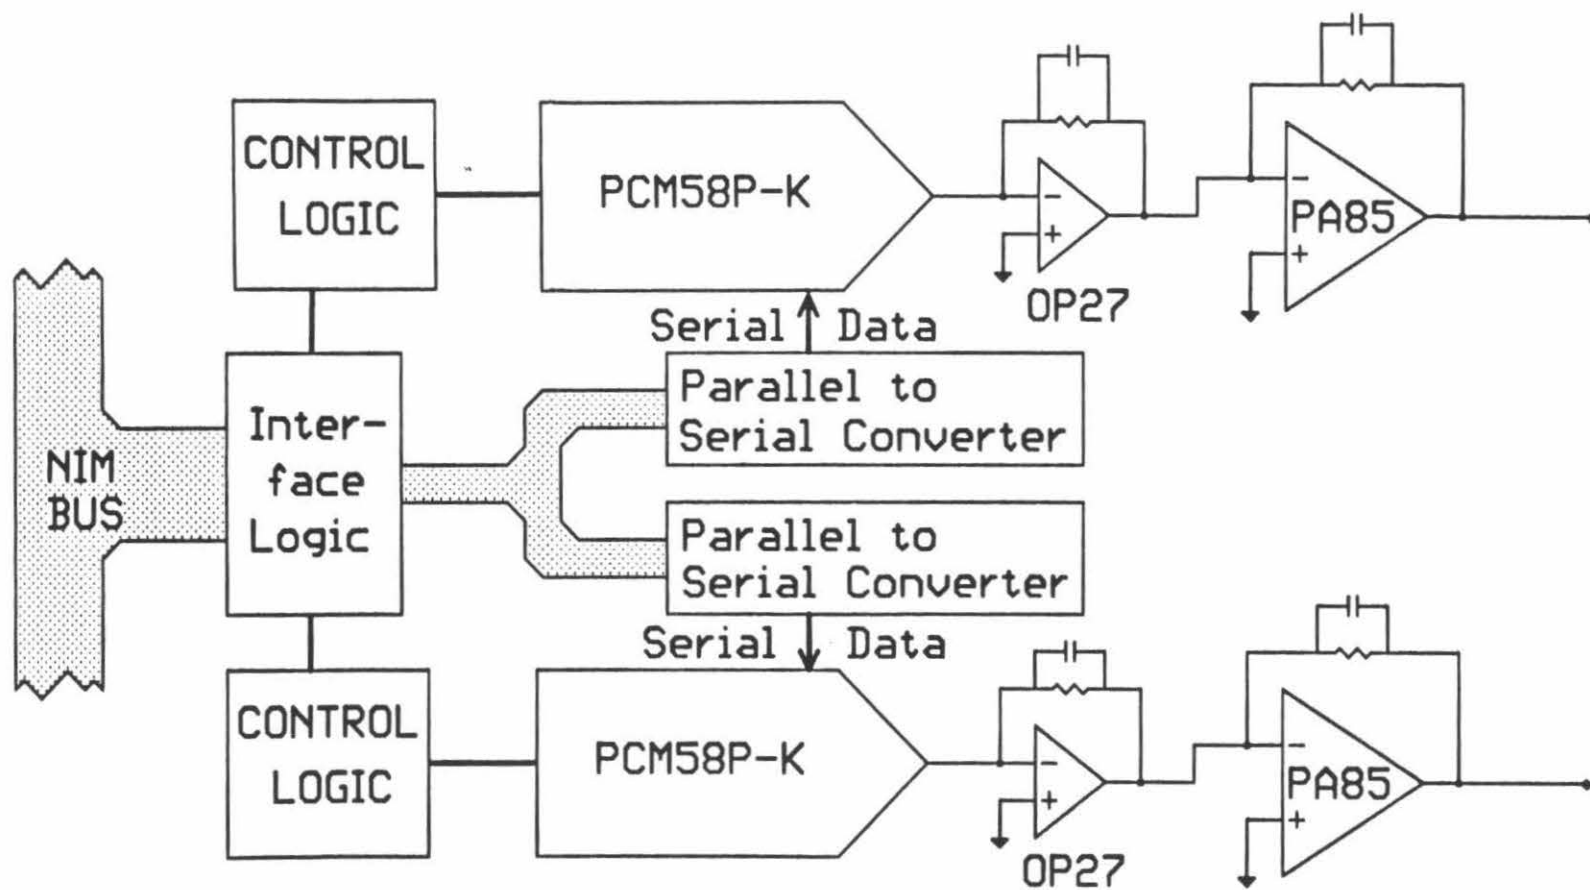 CONTROL
LOGIC
PCM58P-K
-
+
OP27
-
PA85
+
Serial Data
NIM
BUS
Inter-
face
Logic
Parallel to
Serial Converter
Parallel to
Serial Converter
Serial Data
CONTROL
LOGIC
PCM58P-K
-
+
OP27
-
PA85
+